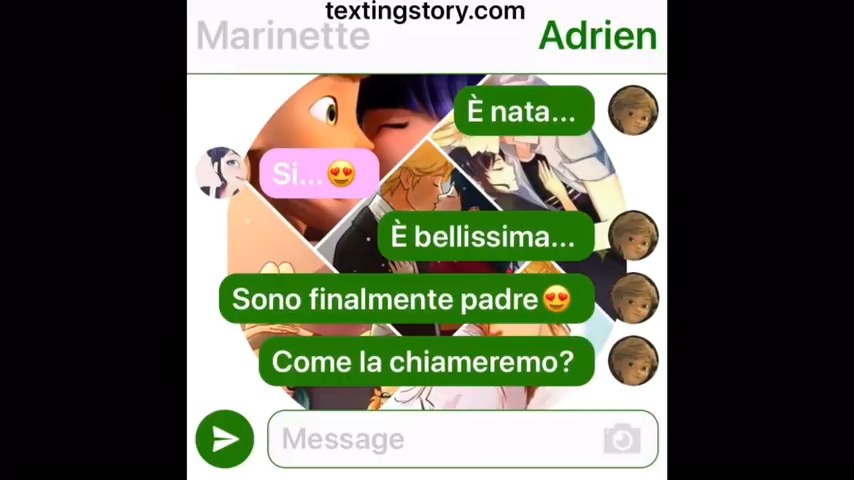 textingstory.com
Marinette
Adrien
È nata...
Si...😍
È bellissima...
Sono finalmente padre😍
Come la chiameremo?
Message